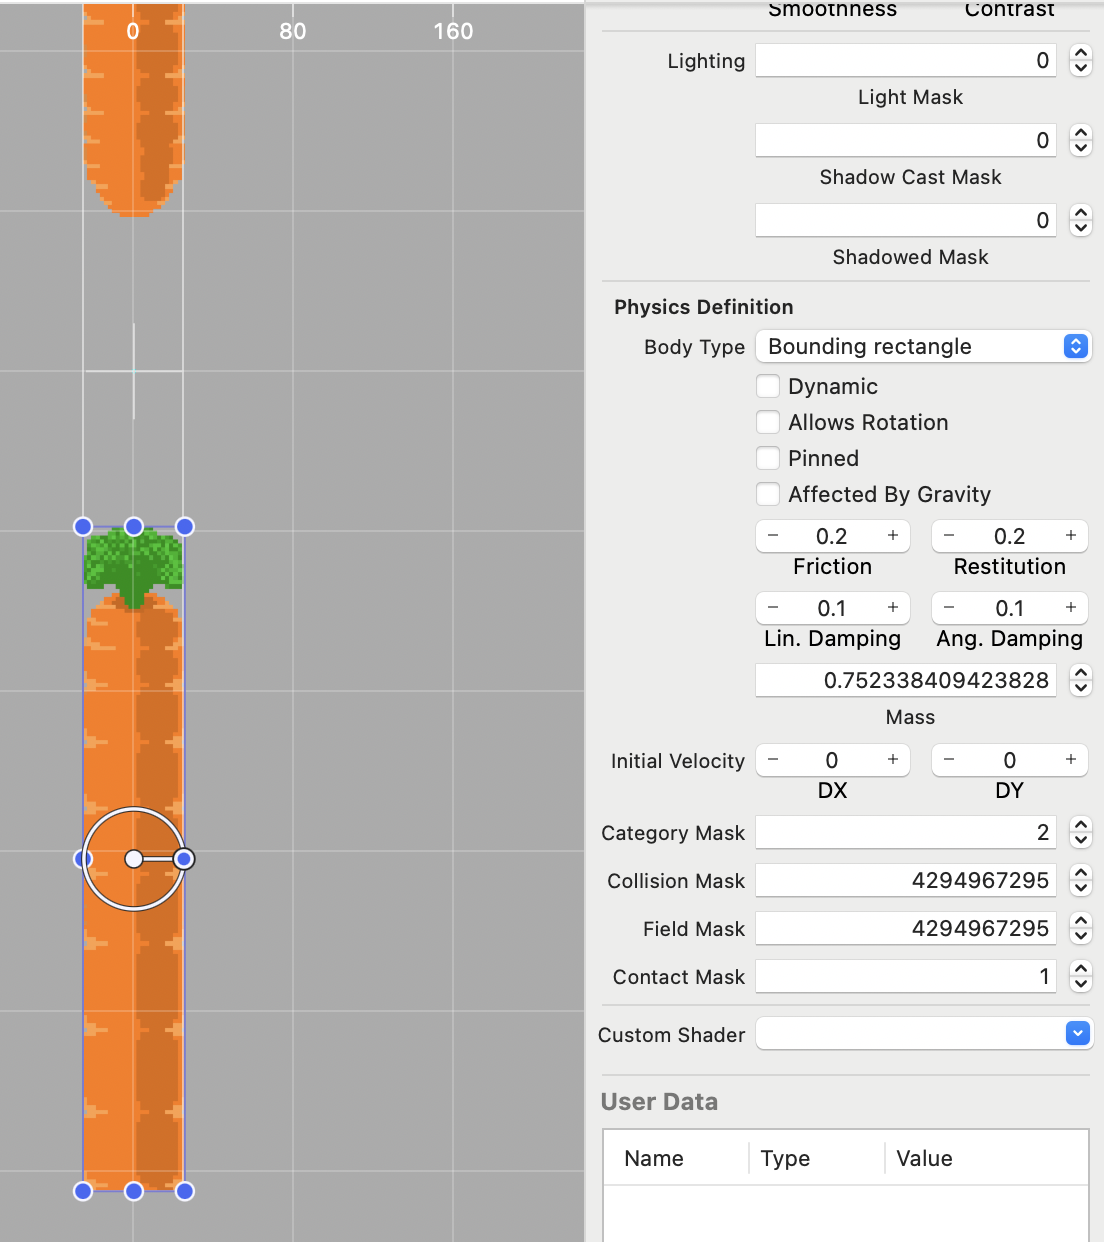 0 80 160
Smoothness Contrast
Lighting 0
Light Mask
0
Shadow Cast Mask
0
Shadowed Mask
Physics Definition
Body Type Bounding rectangle
Dynamic
Allows Rotation
Pinned
Affected By Gravity
− 0.2 + − 0.2 +
Friction Restitution
− 0.1 + − 0.1 +
Lin. Damping Ang. Damping
0.752338409423828
Mass
Initial Velocity − 0 + − 0 +
DX DY
Category Mask 2
Collision Mask 4294967295
Field Mask 4294967295
Contact Mask 1
Custom Shader
User Data
Name Type Value